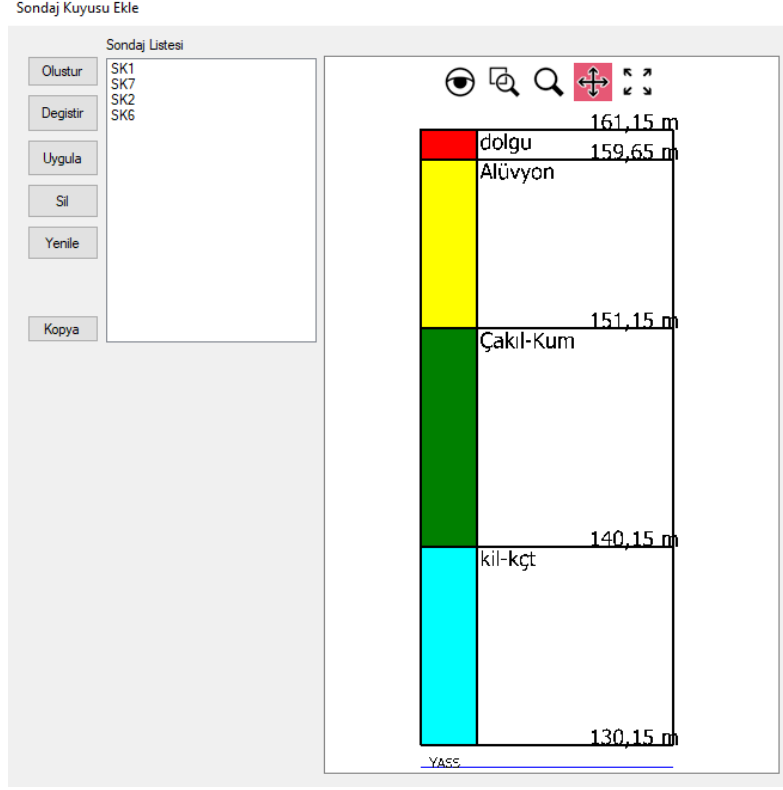 Sondaj Kuyusu Ekle
Sondaj Listesi
Olustur
Degistir
Uygula
Sil
Yenile
Kopya
SK1
SK7
SK2
SK6
161,15 m
dolgu
159,65 m
Alüvyon
151,15 m
Çakıl-Kum
140,15 m
kil-kçt
130,15 m
YASS